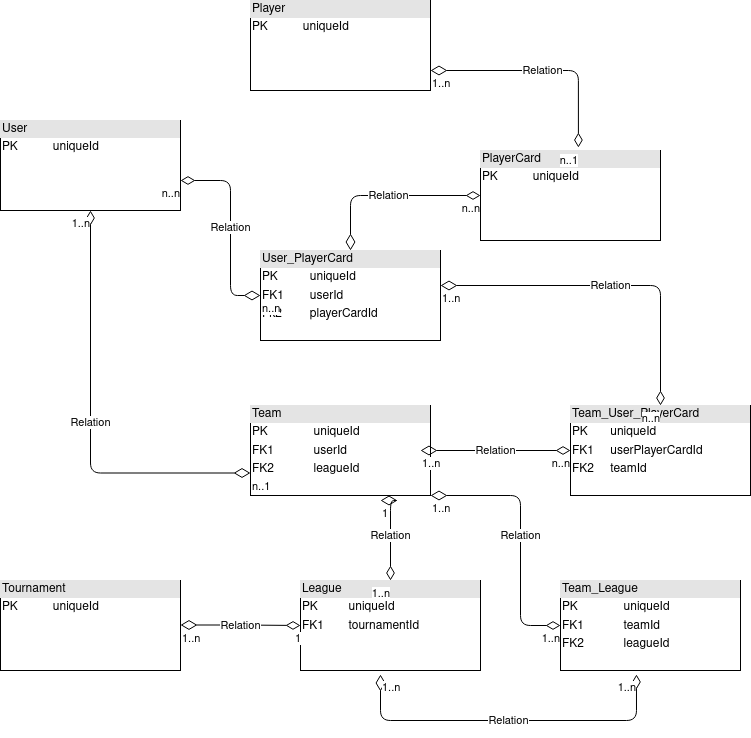 Player
PK uniqueId
1..n
Relation
User
PK uniqueId
n..n
1..n
PlayerCard n..1
PK uniqueId
Relation
n..n
Relation
User_PlayerCard
PK uniqueId
FK1 userId
n..n
playerCardId
1..n
Relation
Relation
Team
PK uniqueId
FK1 userId
FK2 leagueId
n..1
1..n
Relation
n..n
Team_User_PlayerCard
n..n
PK uniqueId
FK1 userPlayerCardId
FK2 teamId
1
1..n
Relation
Relation
Tournament
PK uniqueId
1..n
Relation
1
League 1..n
PK uniqueId
FK1 tournamentId
1..n
Team_League
PK uniqueId
FK1 teamId
FK2 leagueId
1..n
1..n
Relation